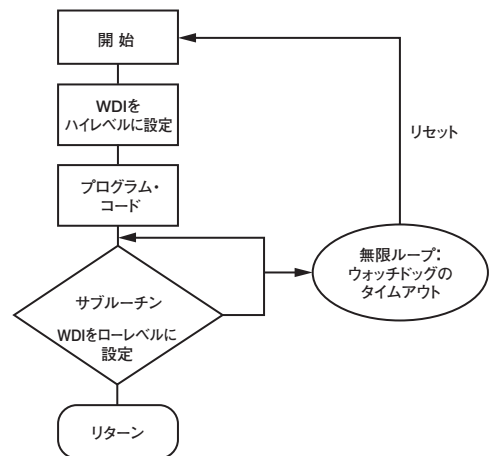 開 始
WDIを
ハイレベルに設定
プログラム・
コード
サブルーチン
WDIをローレベルに
設定
リターン
リセット
無限ループ：
ウォッチドッグの
タイムアウト